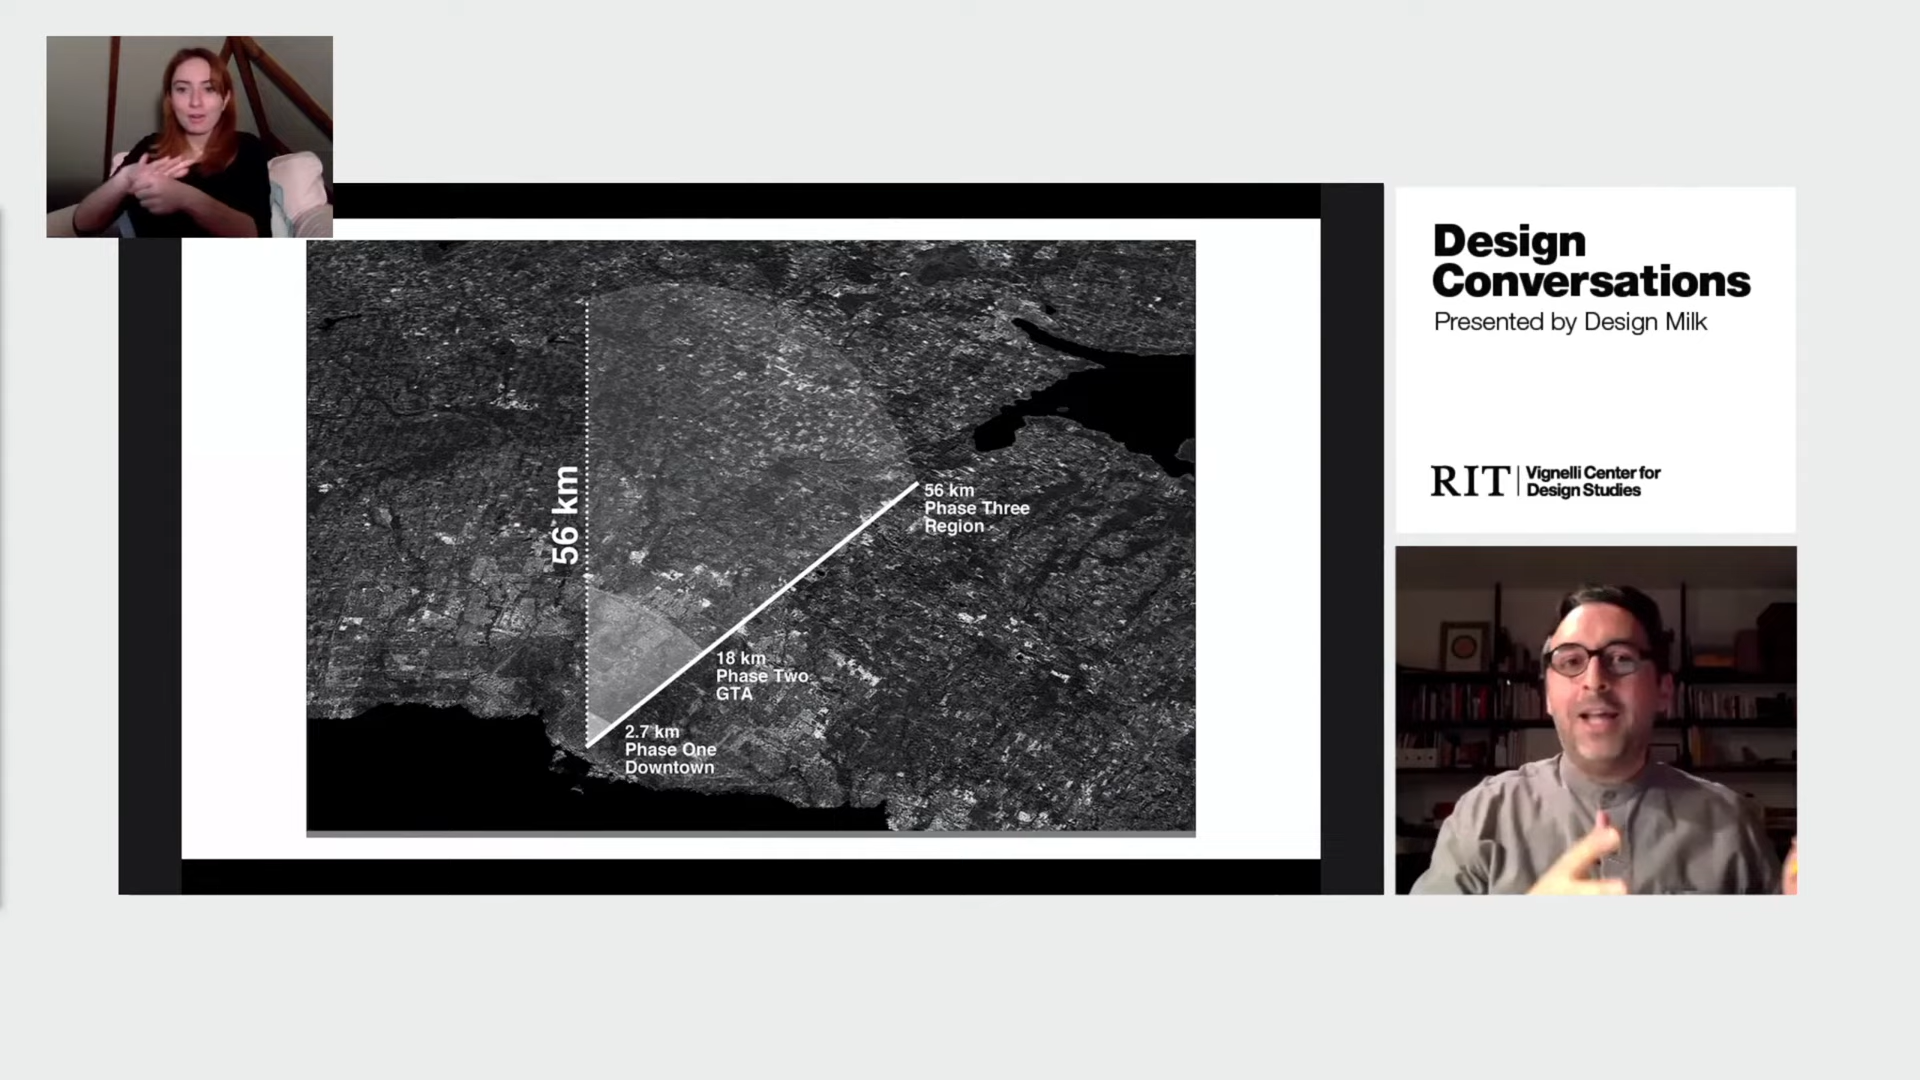 56 km
56 km
Phase Three
Region
18 km
Phase Two
GTA
2.7 km
Phase One
Downtown
Design
Conversations
Presented by Design Milk
RIT
Vignelli Center for
Design Studies